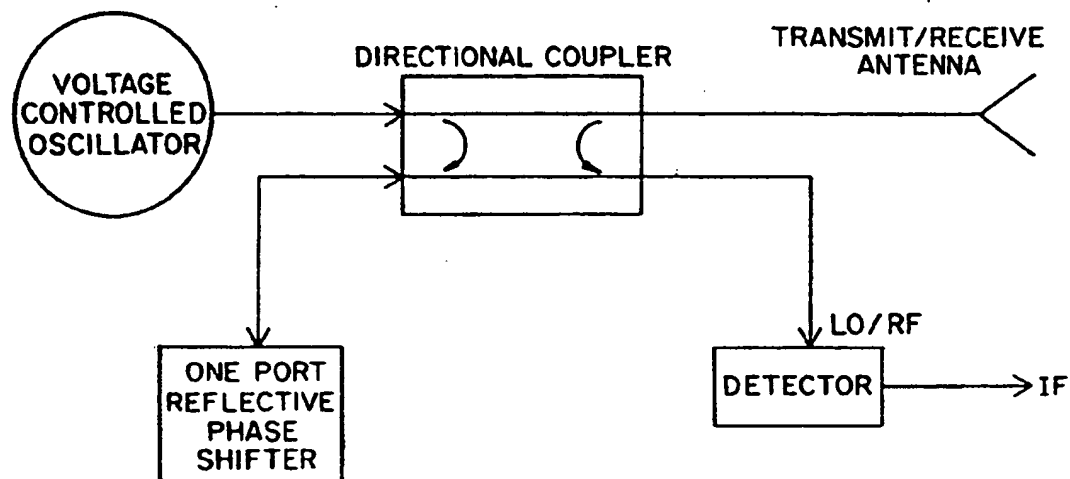 VOLTAGE
CONTROLLED
OSCILLATOR
DIRECTIONAL COUPLER
TRANSMIT/RECEIVE
ANTENNA
ONE PORT
REFLECTIVE
PHASE
SHIFTER
LO/RF
DETECTOR
IF